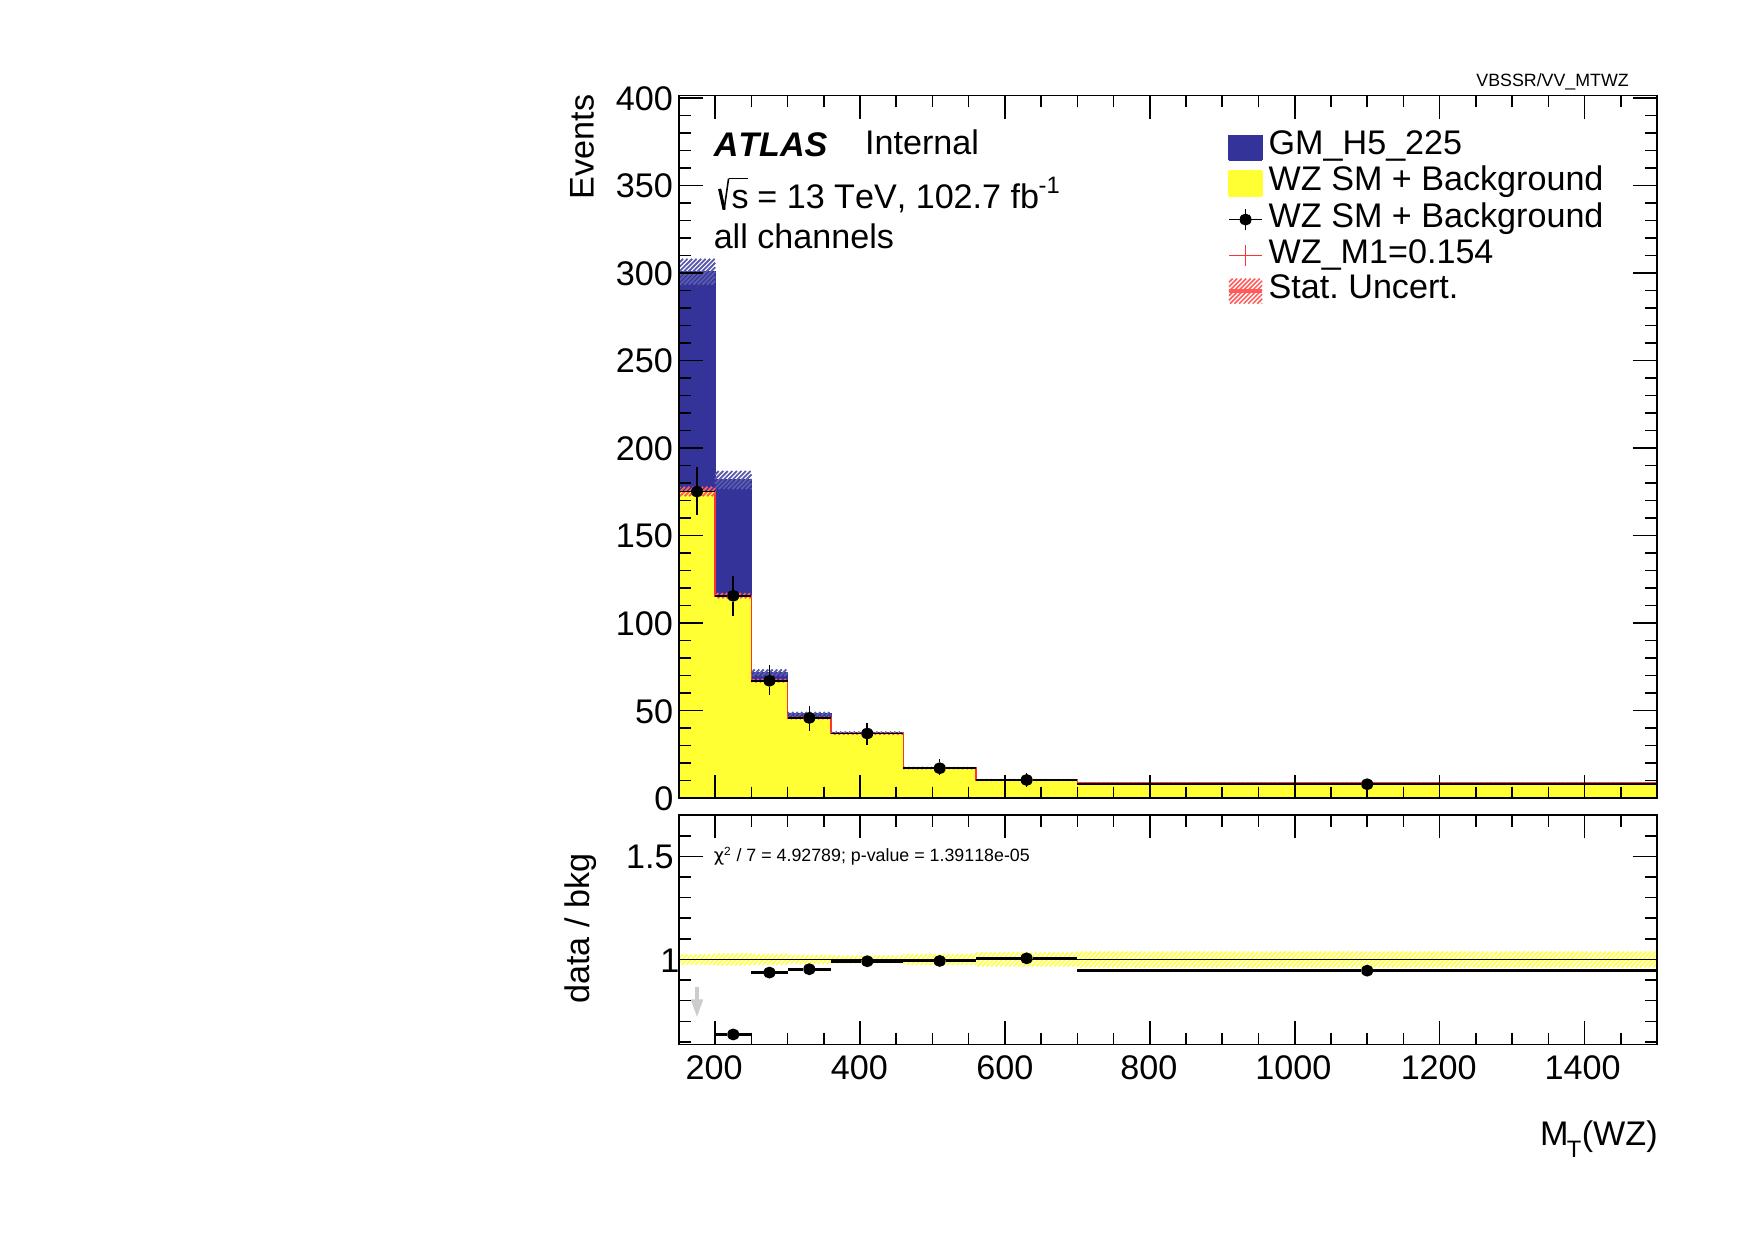 VBSSR/VV_MTWZ
Events
400
350
300
250
200
150
100
50
0
ATLAS Internal
√s = 13 TeV, 102.7 fb-1
all channels
GM_H5_225
WZ SM + Background
WZ SM + Background
WZ_M1=0.154
Stat. Uncert.
data / bkg
1.5
1
χ2 / 7 = 4.92789; p-value = 1.39118e-05
200 400 600 800 1000 1200 1400
MT(WZ)